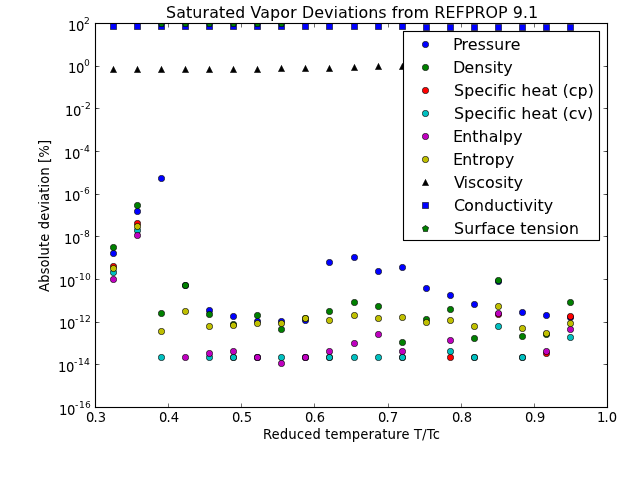 Saturated Vapor Deviations from REFPROP 9.1
10^2
10^0
10^-2
10^-4
10^-6
10^-8
10^-10
10^-12
10^-14
10^-16
Absolute deviation [%]
Pressure
Density
Specific heat (cp)
Specific heat (cv)
Enthalpy
Entropy
Viscosity
Conductivity
Surface tension
0.3 0.4 0.5 0.6 0.7 0.8 0.9 1.0
Reduced temperature T/Tc